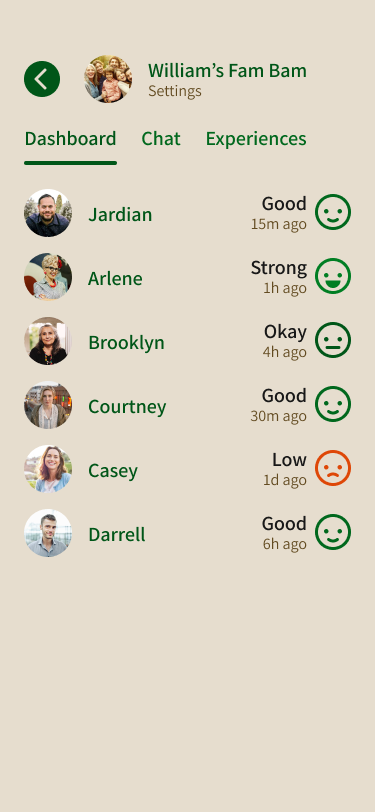 William’s Fam Bam
Settings
Dashboard Chat Experiences
Jardian
Good
15m ago
Arlene
Strong
1h ago
Brooklyn
Okay
4h ago
Courtney
Good
30m ago
Casey
Low
1d ago
Darrell
Good
6h ago